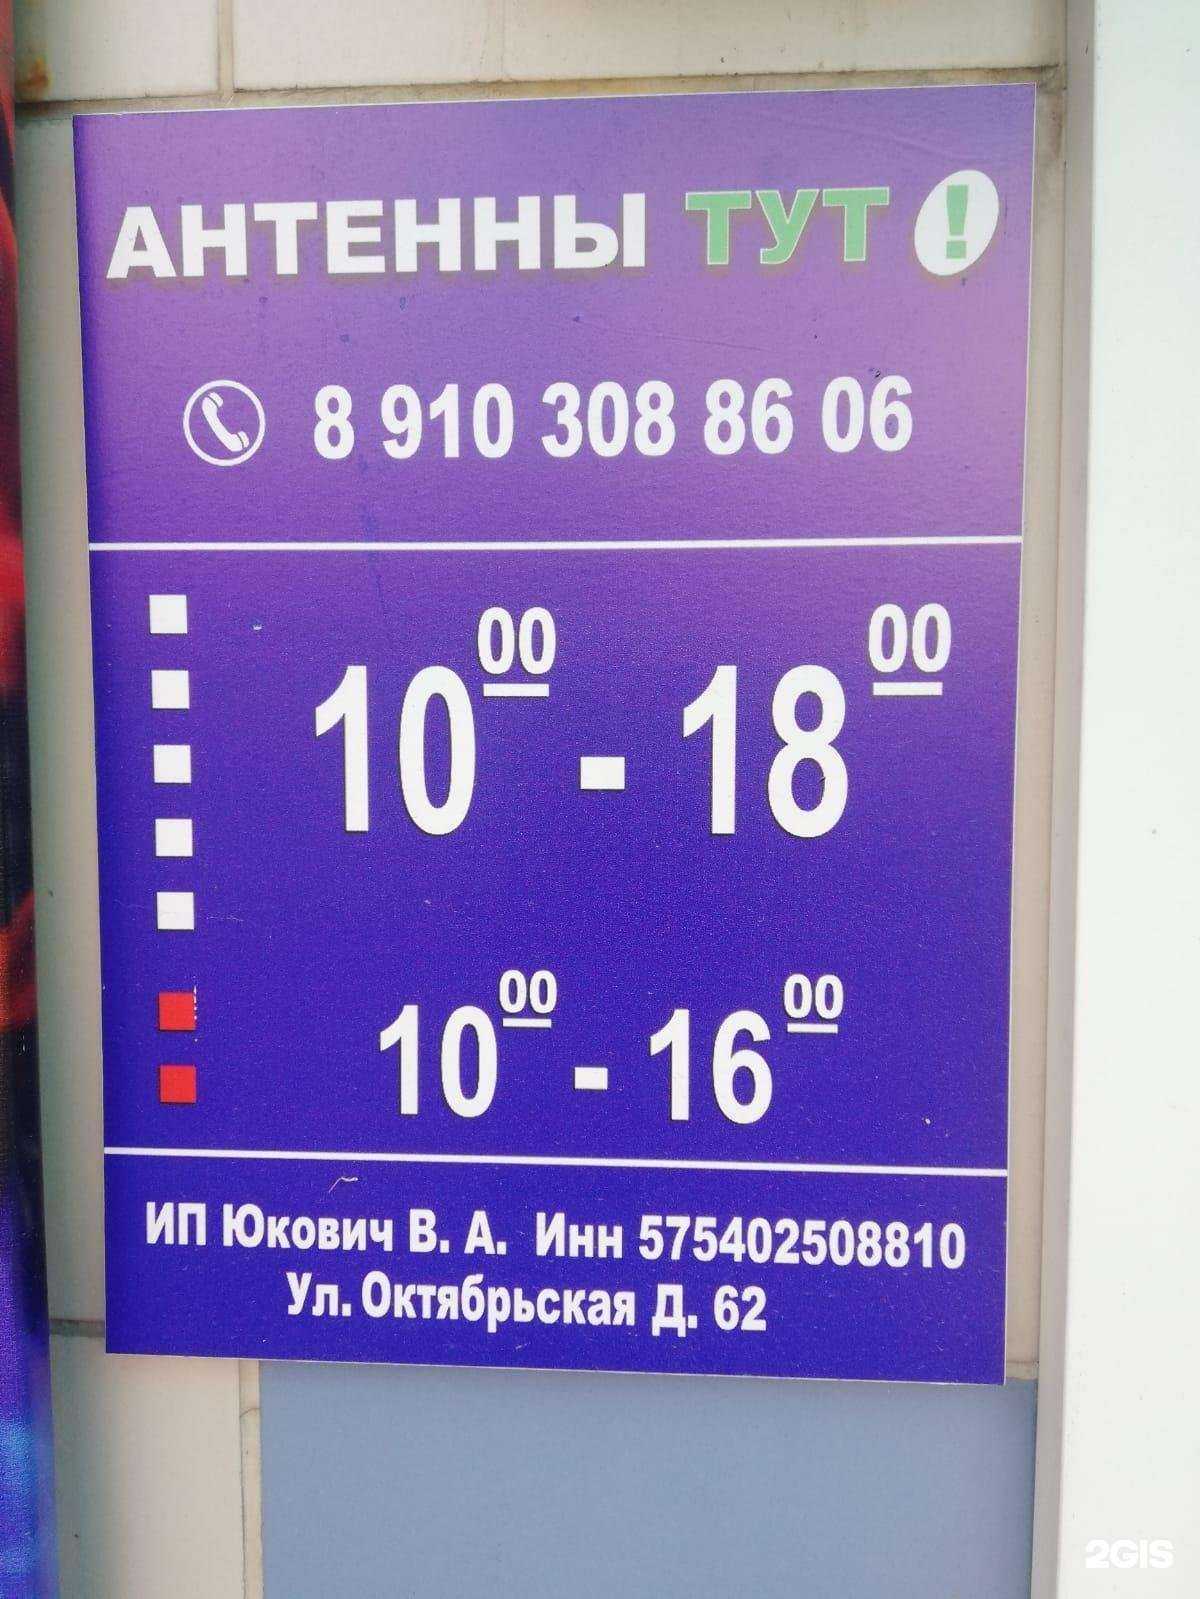 АНТЕННЫ ТУТ!
8 910 308 86 06
10 00 - 18 00
10 00 - 16 00
ИП Юкович В. А. Инн 575402508810
Ул. Октябрьская Д. 62
2GIS